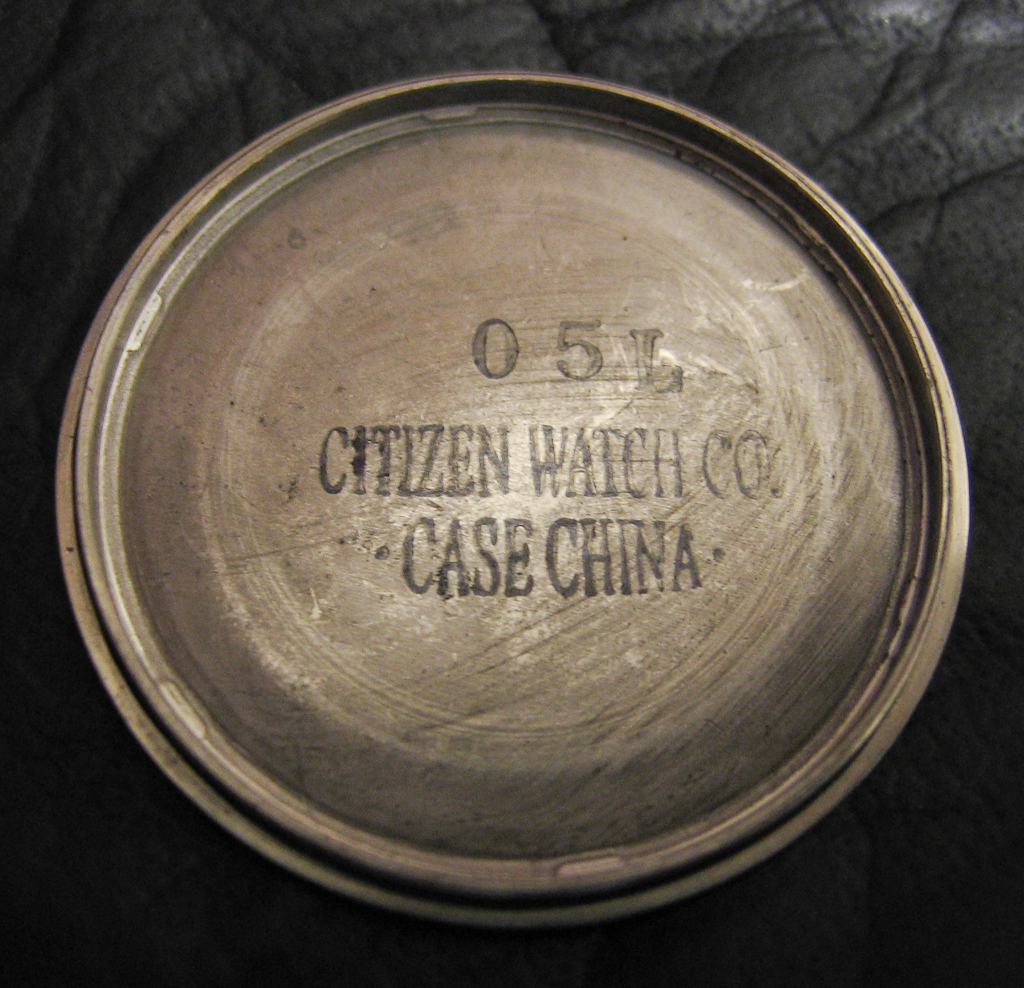 0 5 L
CITIZEN WATCH CO.
·CASE CHINA·